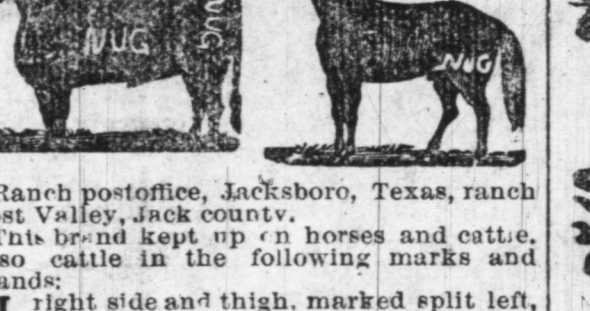 NUG NUG NUG
Ranch postoffice, Jacksboro, Texas, ranch
st Valley, Jack county.
This brand kept up on horses and cattle.
so cattle in the following marks and
ands:
right side and thigh, marked split left,